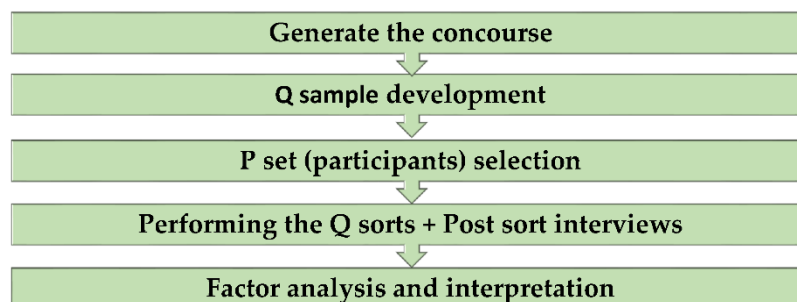 Generate the concourse
Q sample development
P set (participants) selection
Performing the Q sorts + Post sort interviews
Factor analysis and interpretation